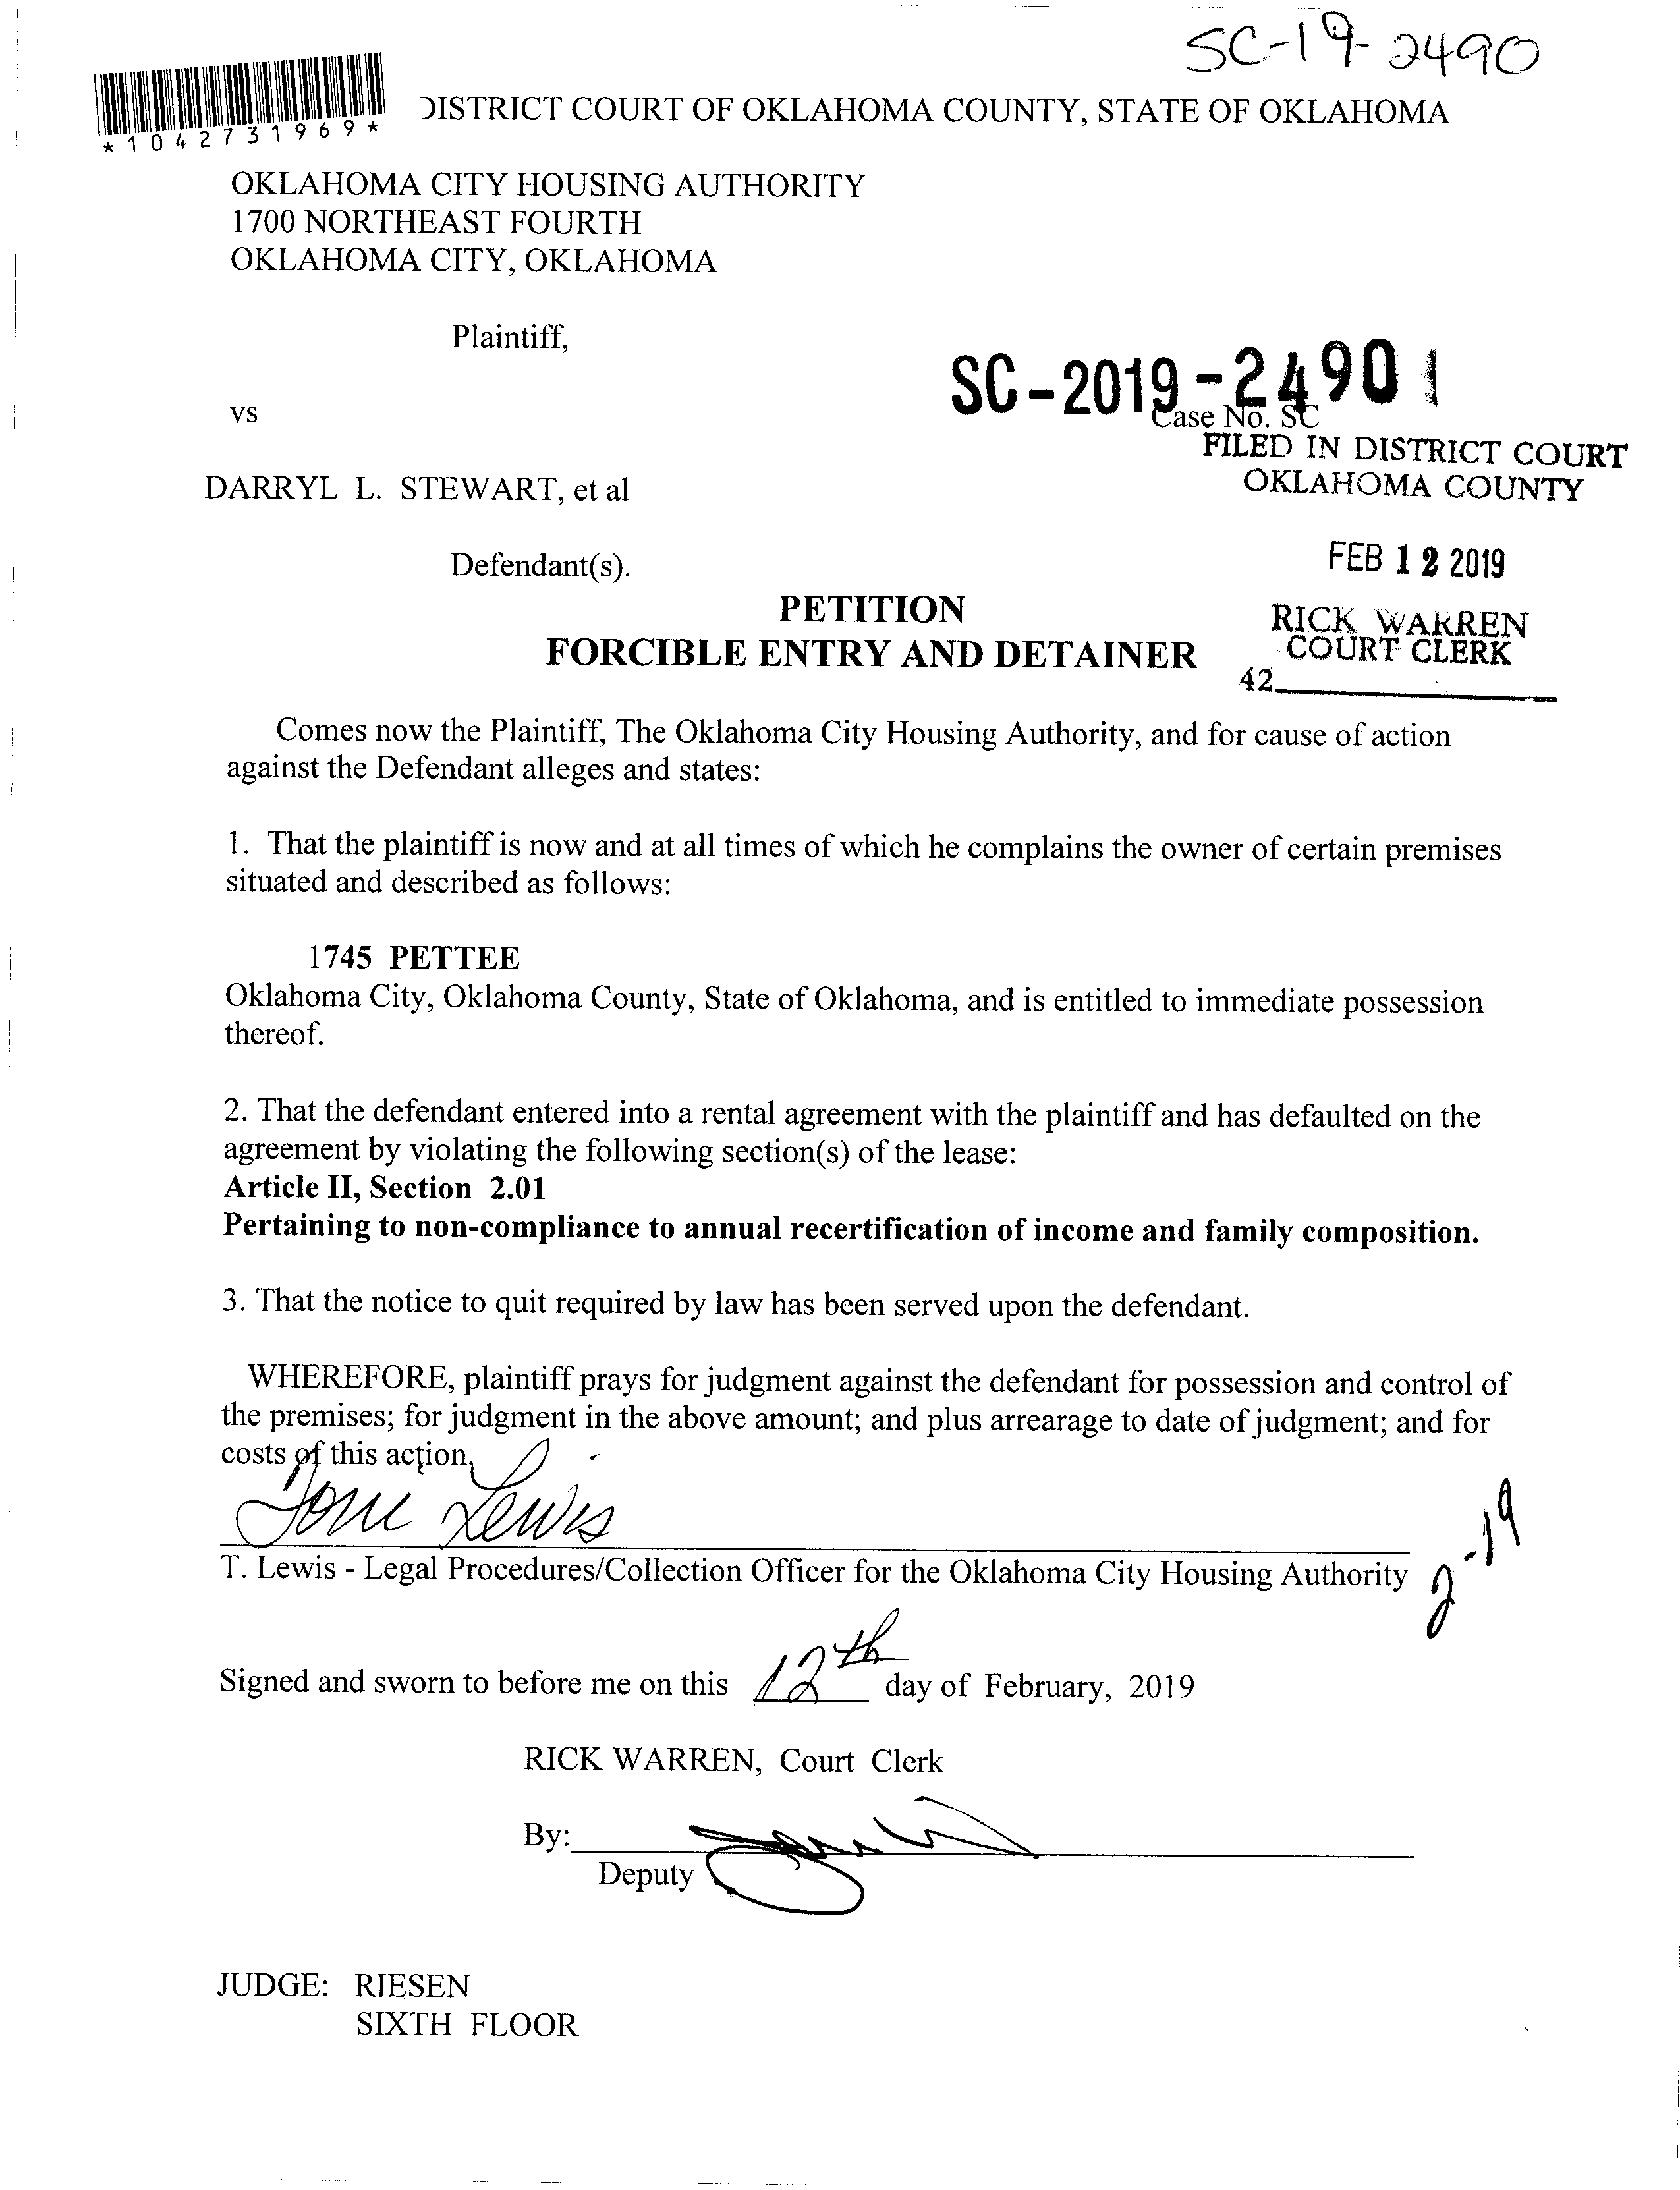 SC-19-2490
*1042731969*
DISTRICT COURT OF OKLAHOMA COUNTY, STATE OF OKLAHOMA
OKLAHOMA CITY HOUSING AUTHORITY
1700 NORTHEAST FOURTH
OKLAHOMA CITY, OKLAHOMA
Plaintiff,
SC-2019-2490
vs
Case No. SC
FILED IN DISTRICT COURT
OKLAHOMA COUNTY
DARRYL L. STEWART, et al
Defendant(s).
FEB 12 2019
PETITION
RICK WARREN
COURT CLERK
FORCIBLE ENTRY AND DETAINER
42
Comes now the Plaintiff, The Oklahoma City Housing Authority, and for cause of action
against the Defendant alleges and states:
1. That the plaintiff is now and at all times of which he complains the owner of certain premises
situated and described as follows:
1745 PETTEE
Oklahoma City, Oklahoma County, State of Oklahoma, and is entitled to immediate possession
thereof.
2. That the defendant entered into a rental agreement with the plaintiff and has defaulted on the
agreement by violating the following section(s) of the lease:
Article II, Section 2.01
Pertaining to non-compliance to annual recertification of income and family composition.
3. That the notice to quit required by law has been served upon the defendant.
WHEREFORE, plaintiff prays for judgment against the defendant for possession and control of
the premises; for judgment in the above amount; and plus arrearage to date of judgment; and for
costs of this action.
Lewis
T. Lewis - Legal Procedures/Collection Officer for the Oklahoma City Housing Authority
2-19
Signed and sworn to before me on this 12th day of February, 2019
RICK WARREN, Court Clerk
By:
Deputy
JUDGE: RIESEN
SIXTH FLOOR